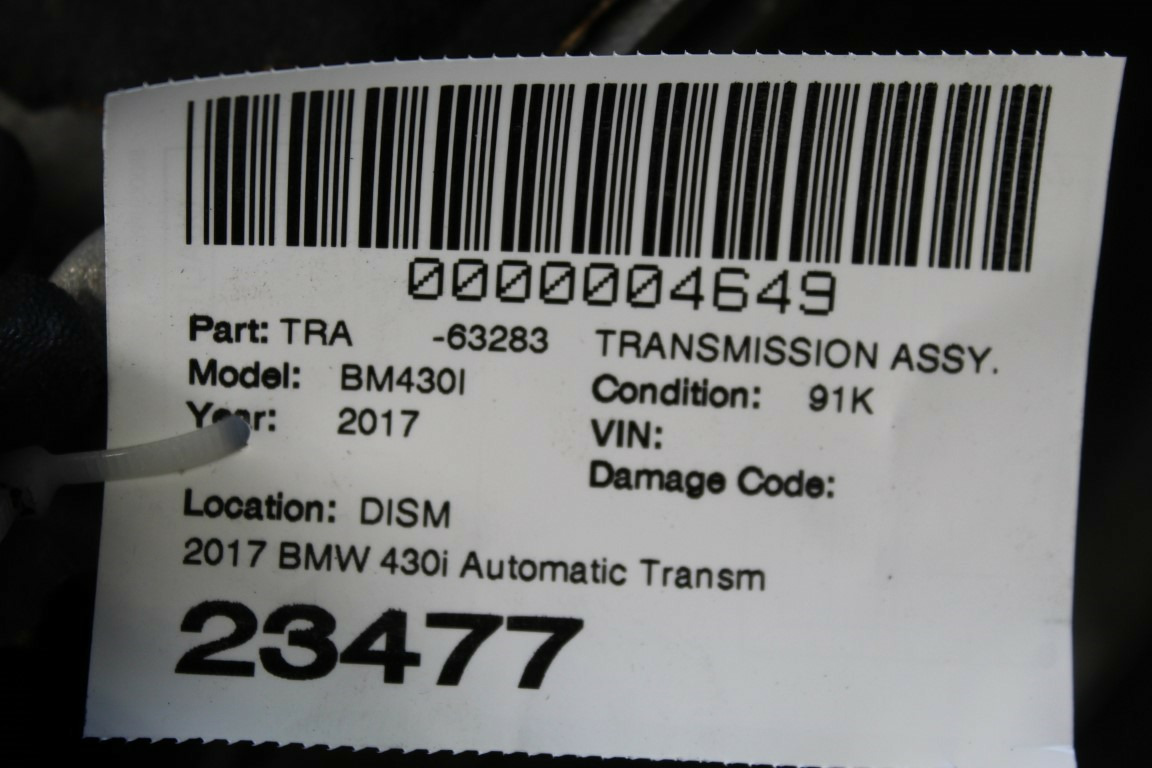 0000004649
Part: TRA -63283 TRANSMISSION ASSY.
Model: BM430I Condition: 91K
Year: 2017 VIN:
Damage Code:
Location: DISM
2017 BMW 430i Automatic Transm
23477